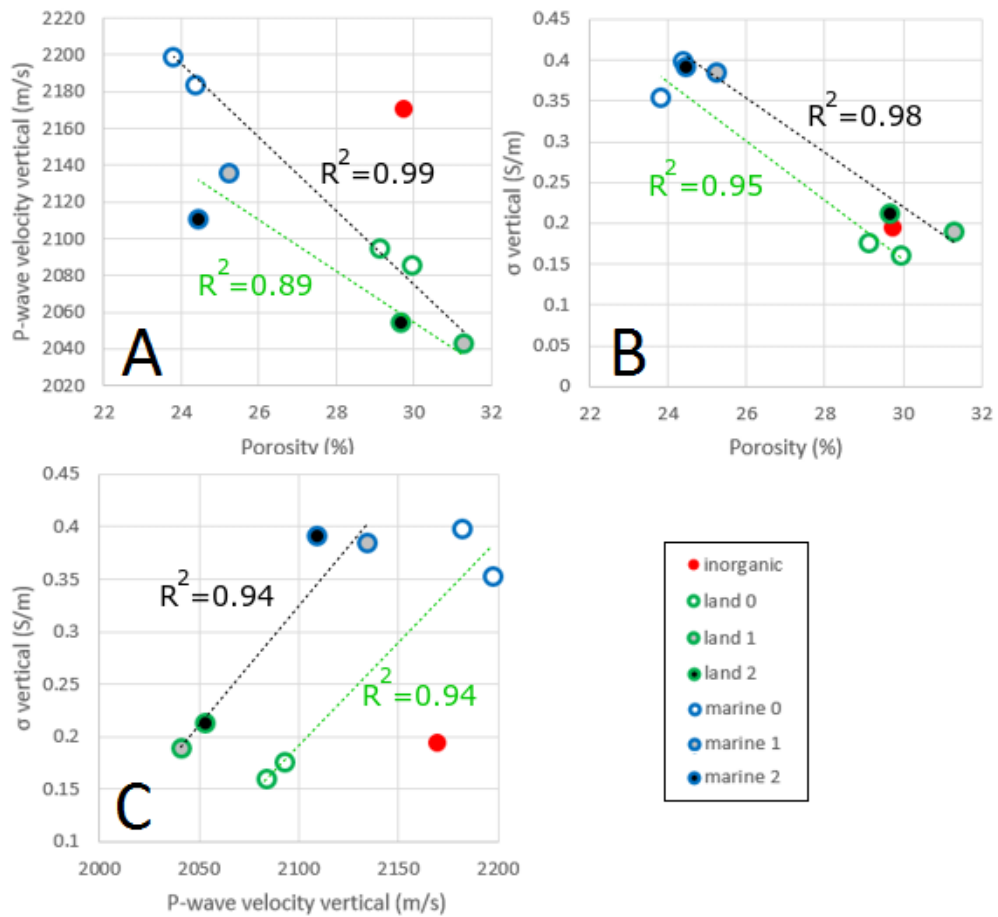 P-wave velocity vertical (m/s)
2220
2200
2180
2160
2140
2120
2100
2080
2060
2040
2020
R²=0.99
R²=0.89
A
22 24 26 28 30 32
Porosity (%)
σ vertical (S/m)
0.45
0.4
0.35
0.3
0.25
0.2
0.15
0.1
0.05
0
R²=0.98
R²=0.95
B
22 24 26 28 30 32
Porosity (%)
σ vertical (S/m)
0.45
0.4
0.35
0.3
0.25
0.2
0.15
0.1
R²=0.94
R²=0.94
C
2000 2050 2100 2150 2200
P-wave velocity vertical (m/s)
inorganic
land 0
land 1
land 2
marine 0
marine 1
marine 2